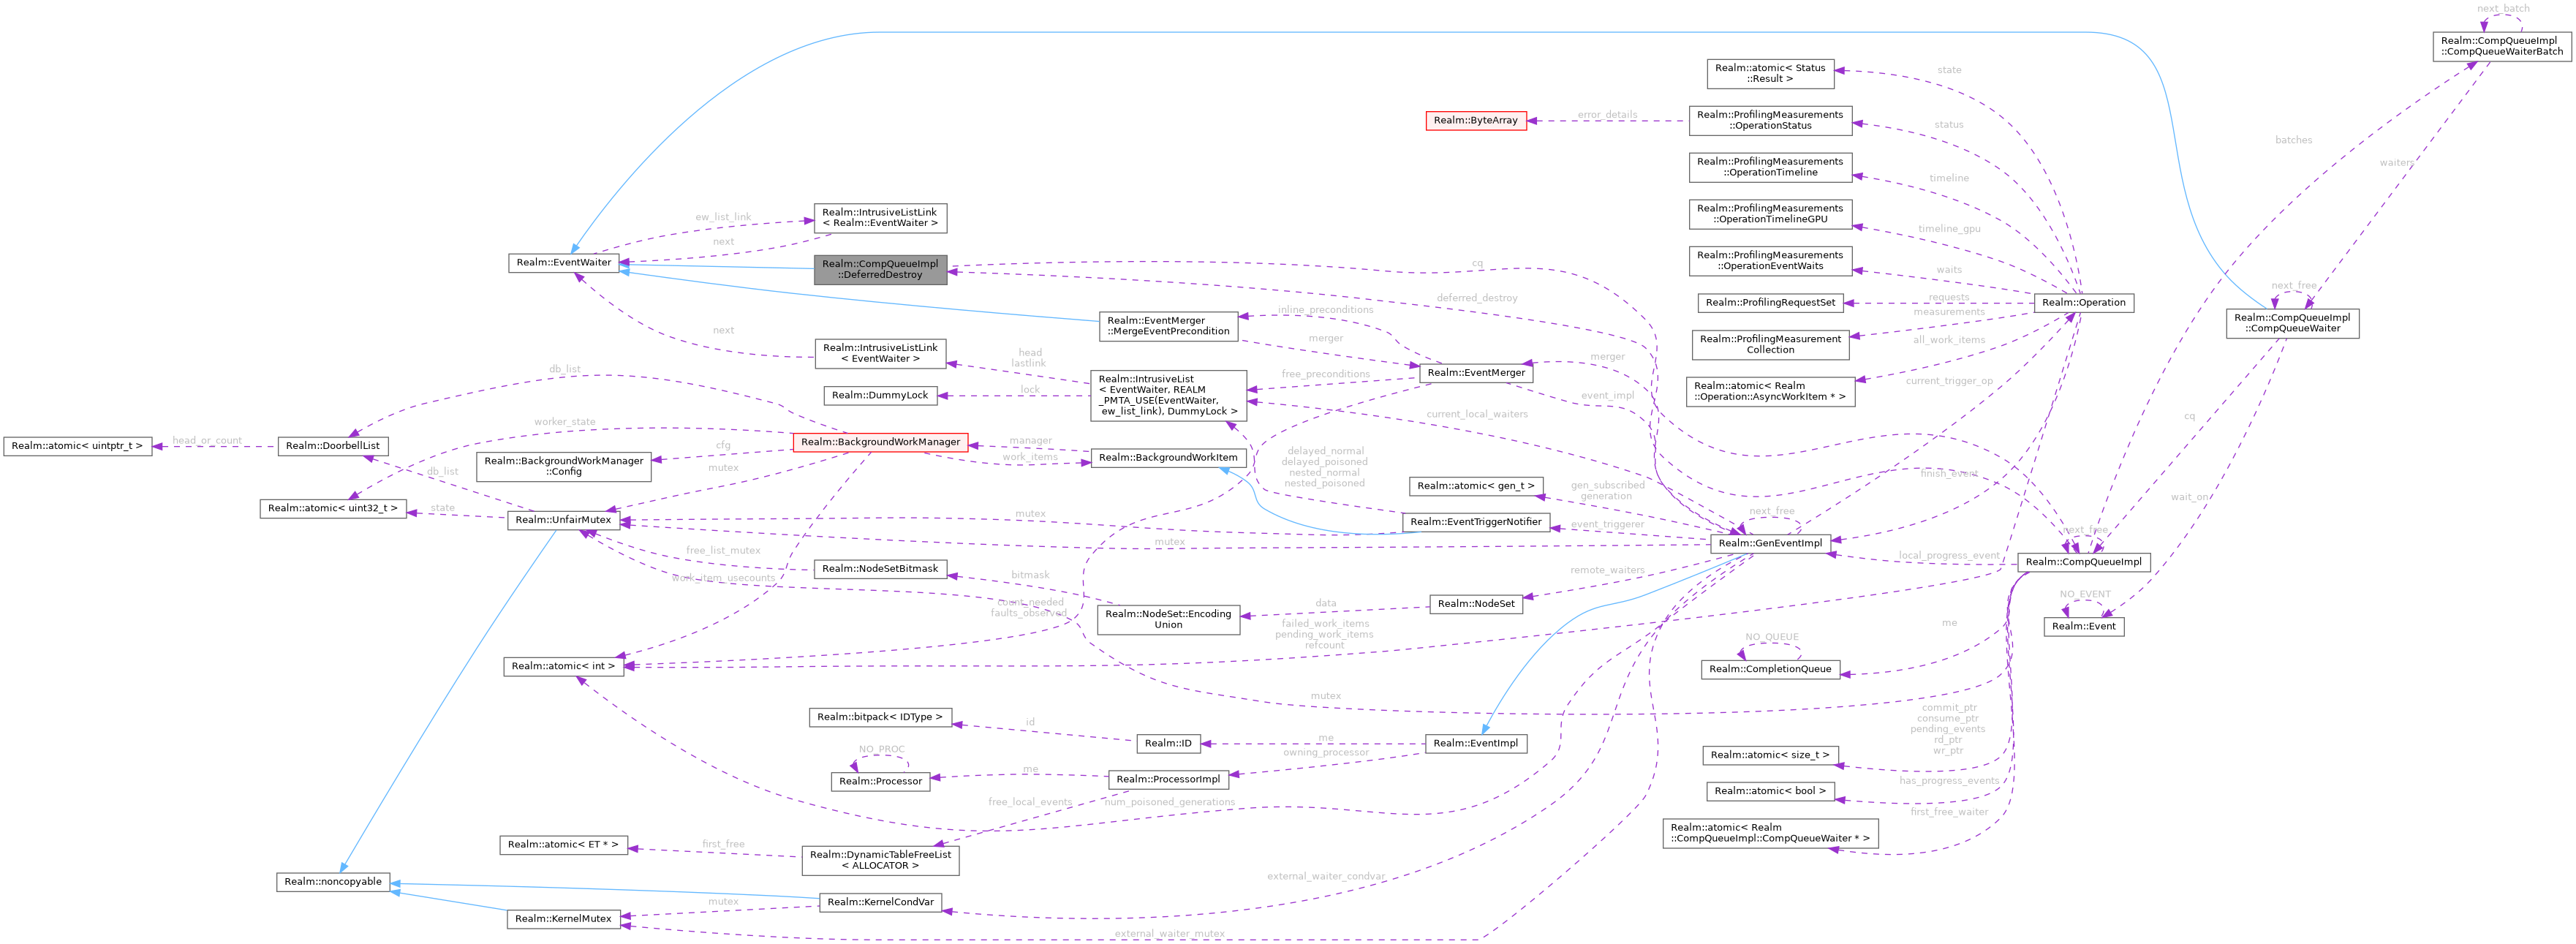 next_batch
Realm::CompQueueImpl
::CompQueueWaiterBatch
Realm::atomic< Status
::Result >
state
Realm::ByteArray
error_details
Realm::ProfilingMeasurements
::OperationStatus
status
batches
waiters
Realm::ProfilingMeasurements
::OperationTimeline
timeline
Realm::ProfilingMeasurements
::OperationTimelineGPU
timeline_gpu
ew_list_link
Realm::IntrusiveListLink
< Realm::EventWaiter >
next
Realm::EventWaiter
Realm::CompQueueImpl
::DeferredDestroy
cq
Realm::ProfilingMeasurements
::OperationEventWaits
waits
deferred_destroy
Realm::ProfilingRequestSet
requests
Realm::Operation
next_free
Realm::CompQueueImpl
::CompQueueWaiter
Realm::EventMerger
::MergeEventPrecondition
inline_preconditions
measurements
next
Realm::IntrusiveListLink
< EventWaiter >
merger
Realm::ProfilingMeasurement
Collection
all_work_items
head
lastlink
merger
db_list
Realm::DummyLock
lock
Realm::IntrusiveList
< EventWaiter, REALM
_PMTA_USE(EventWaiter,
ew_list_link), DummyLock >
free_preconditions
Realm::EventMerger
event_impl
Realm::atomic< Realm
::Operation::AsyncWorkItem * >
current_trigger_op
current_local_waiters
cq
worker_state
Realm::atomic< uintptr_t >
head_or_count
Realm::DoorbellList
Realm::BackgroundWorkManager
manager
work_items
Realm::BackgroundWorkItem
cfg
Realm::BackgroundWorkManager
::Config
mutex
db_list
delayed_normal
delayed_poisoned
nested_normal
nested_poisoned
Realm::atomic< gen_t >
gen_subscribed
generation
finish_event
wait_on
Realm::atomic< uint32_t >
state
Realm::UnfairMutex
mutex
Realm::EventTriggerNotifier
event_triggerer
next_free
Realm::GenEventImpl
next_free
mutex
free_list_mutex
Realm::NodeSetBitmask
bitmask
remote_waiters
local_progress_event
Realm::CompQueueImpl
work_item_usecounts
count_needed
faults_observed
Realm::NodeSet::Encoding
Union
data
Realm::NodeSet
NO_EVENT
Realm::Event
me
failed_work_items
pending_work_items
refcount
NO_QUEUE
Realm::CompletionQueue
Realm::atomic< int >
mutex
Realm::bitpack< IDType >
id
Realm::ID
me
Realm::EventImpl
owning_processor
commit_ptr
consume_ptr
pending_events
rd_ptr
wr_ptr
Realm::atomic< size_t >
NO_PROC
Realm::Processor
me
Realm::ProcessorImpl
has_progress_events
Realm::atomic< bool >
free_local_events
num_poisoned_generations
first_free_waiter
Realm::atomic< Realm
::CompQueueImpl::CompQueueWaiter * >
Realm::atomic< ET * >
first_free
Realm::DynamicTableFreeList
< ALLOCATOR >
Realm::noncopyable
external_waiter_condvar
mutex
Realm::KernelCondVar
Realm::KernelMutex
external_waiter_mutex